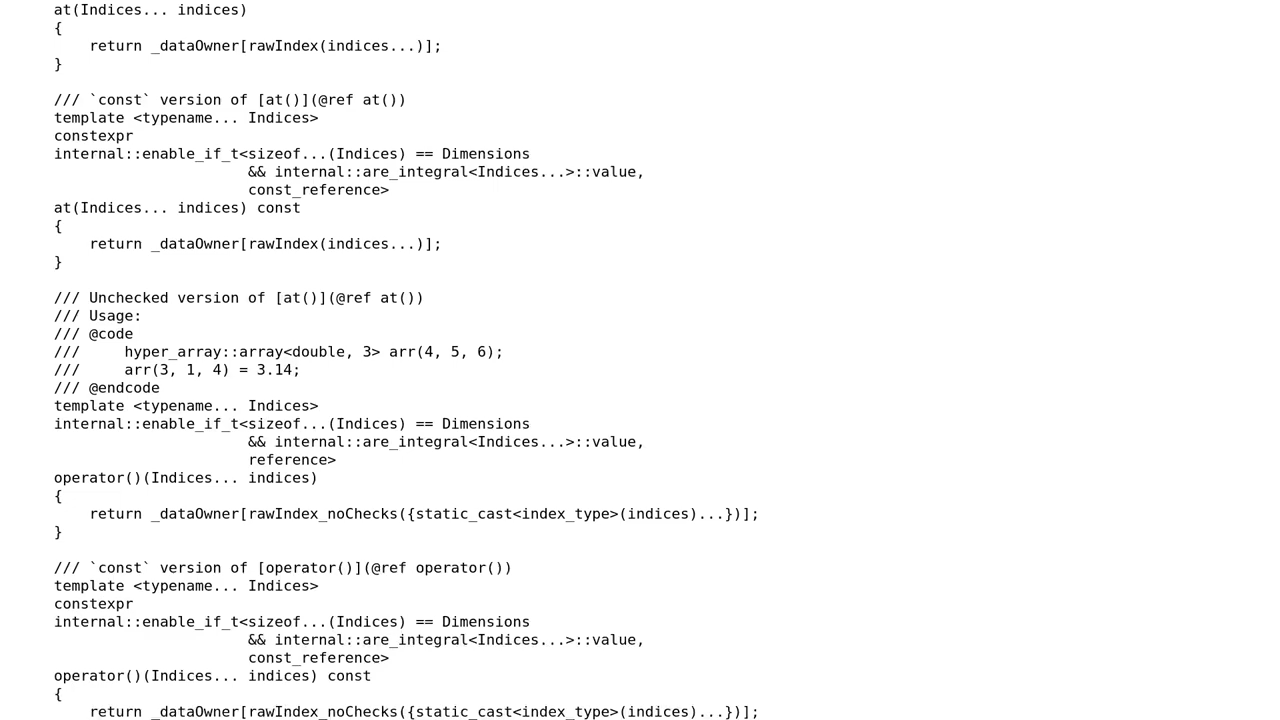 at(Indices... indices)
{
    return _dataOwner[rawIndex(indices...)];
}

/// `const` version of [at()](@ref at())
template <typename... Indices>
constexpr
internal::enable_if_t<sizeof...(Indices) == Dimensions
                      && internal::are_integral<Indices...>::value,
                      const_reference>
at(Indices... indices) const
{
    return _dataOwner[rawIndex(indices...)];
}

/// Unchecked version of [at()](@ref at())
/// Usage:
/// @code
///     hyper_array::array<double, 3> arr(4, 5, 6);
///     arr(3, 1, 4) = 3.14;
/// @endcode
template <typename... Indices>
internal::enable_if_t<sizeof...(Indices) == Dimensions
                      && internal::are_integral<Indices...>::value,
                      reference>
operator()(Indices... indices)
{
    return _dataOwner[rawIndex_noChecks({static_cast<index_type>(indices)...})];
}

/// `const` version of [operator()](@ref operator())
template <typename... Indices>
constexpr
internal::enable_if_t<sizeof...(Indices) == Dimensions
                      && internal::are_integral<Indices...>::value,
                      const_reference>
operator()(Indices... indices) const
{
    return _dataOwner[rawIndex_noChecks({static_cast<index_type>(indices)...})];